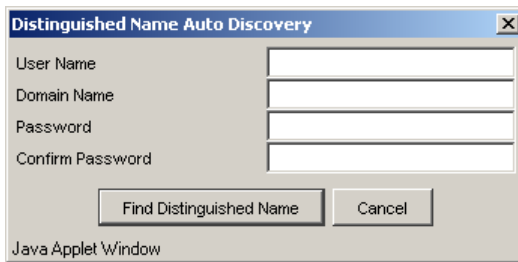 Distinguished Name Auto Discovery
User Name
Domain Name
Password
Confirm Password
Find Distinguished Name Cancel
Java Applet Window